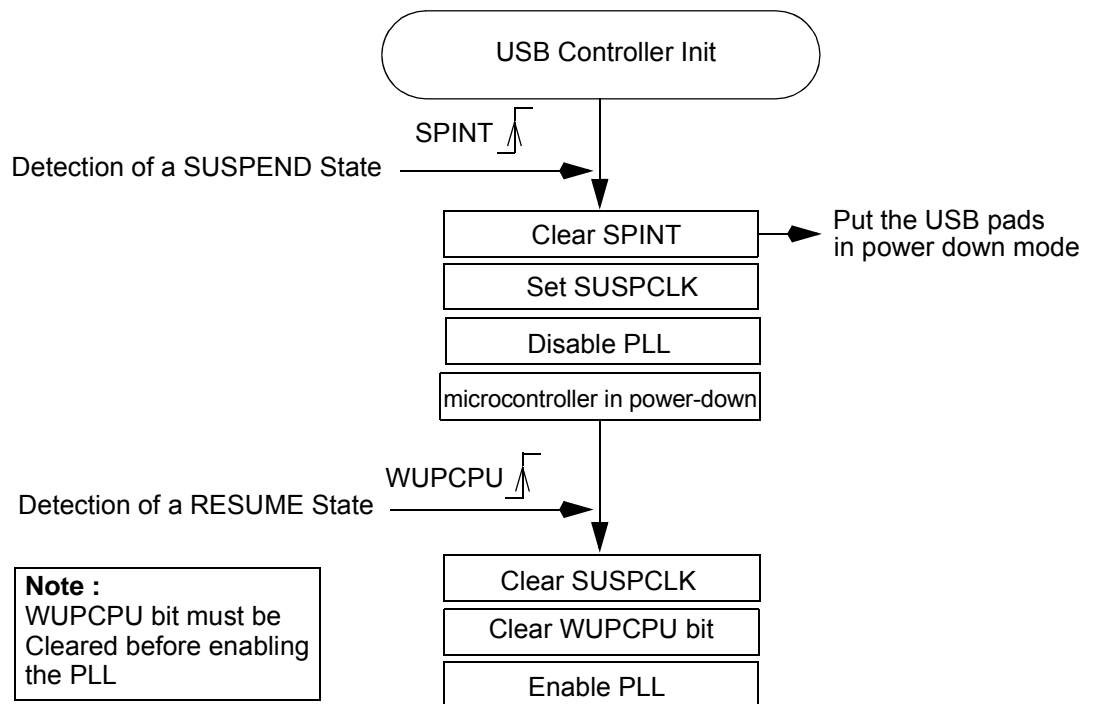 USB Controller Init
SPINT
Detection of a SUSPEND State
Clear SPINT
Put the USB pads
in power down mode
Set SUSPCLK
Disable PLL
microcontroller in power-down
WUPCPU
Detection of a RESUME State
Clear SUSPCLK
Note :
WUPCPU bit must be
Cleared before enabling
the PLL
Clear WUPCPU bit
Enable PLL